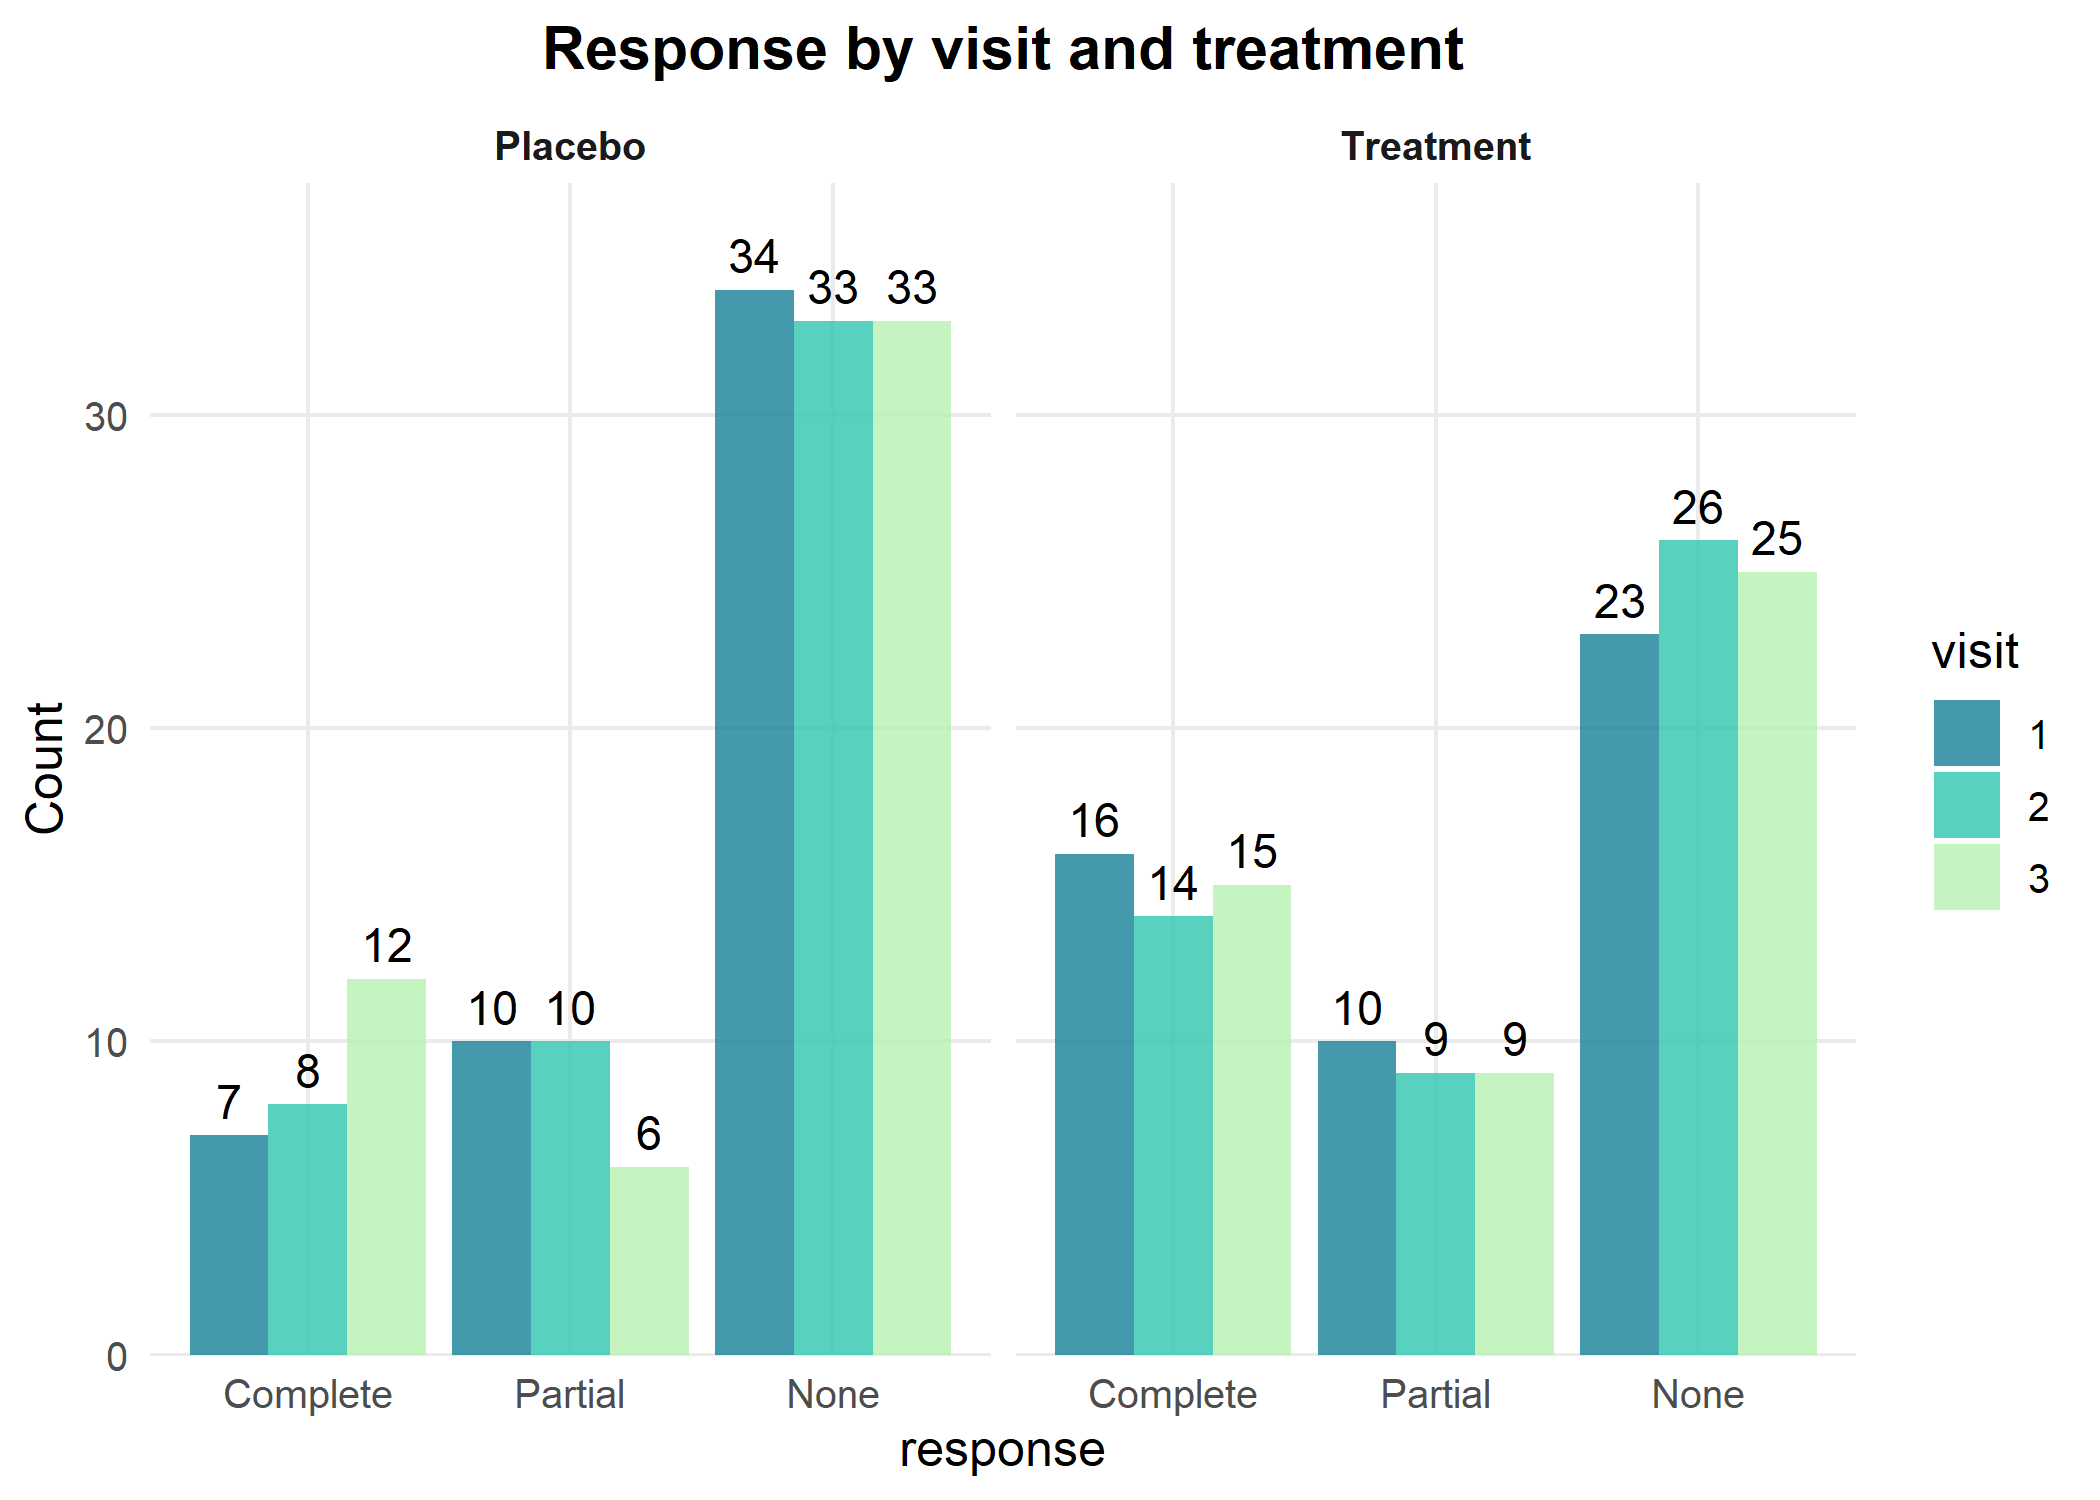 Response by visit and treatment
Placebo
Treatment
34
33 33
26
25
23
16
15
14
12
10 10
10
9 9
8
7
6
30
20
10
0
Count
Complete Partial None
Complete Partial None
response
visit
1
2
3